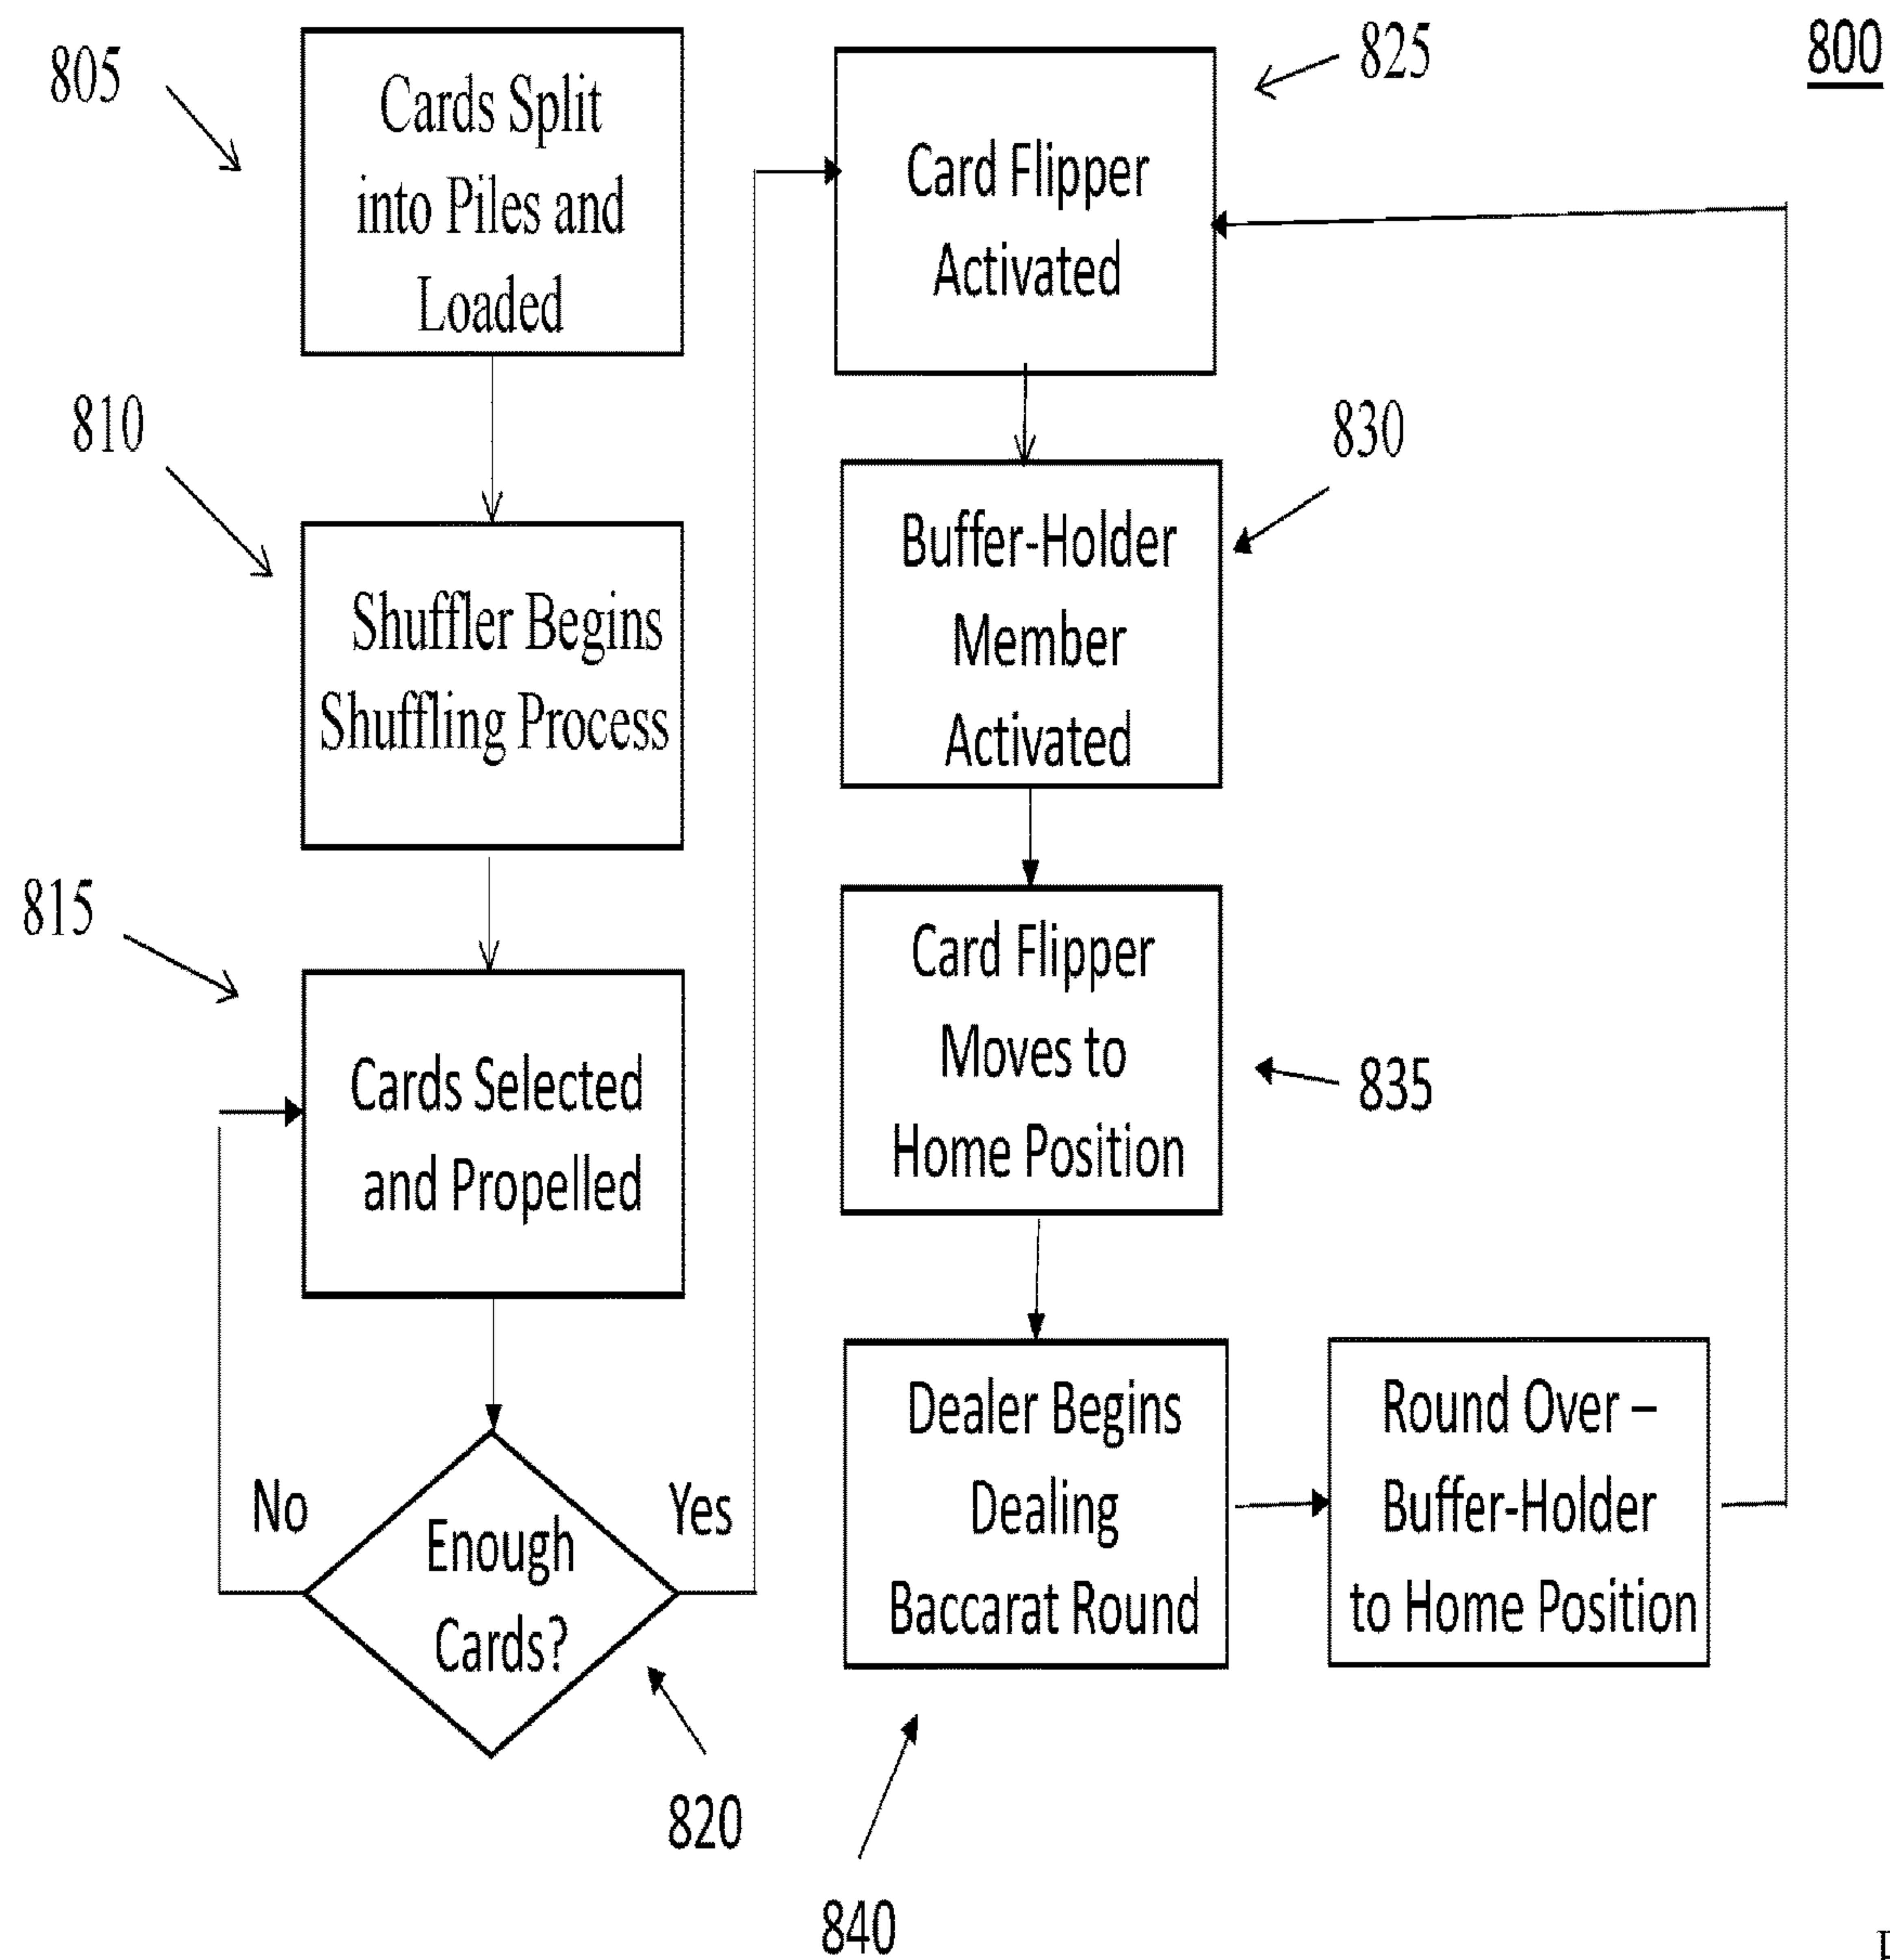 800
805
Cards Split
into Piles and
Loaded
810
Shuffler Begins
Shuffling Process
815
Cards Selected
and Propelled
No
Yes
Enough
Cards?
820
825
Card Flipper
Activated
830
Buffer-Holder
Member
Activated
Card Flipper
Moves to
Home Position
835
Dealer Begins
Dealing
Baccarat Round
840
Round Over –
Buffer-Holder
to Home Position